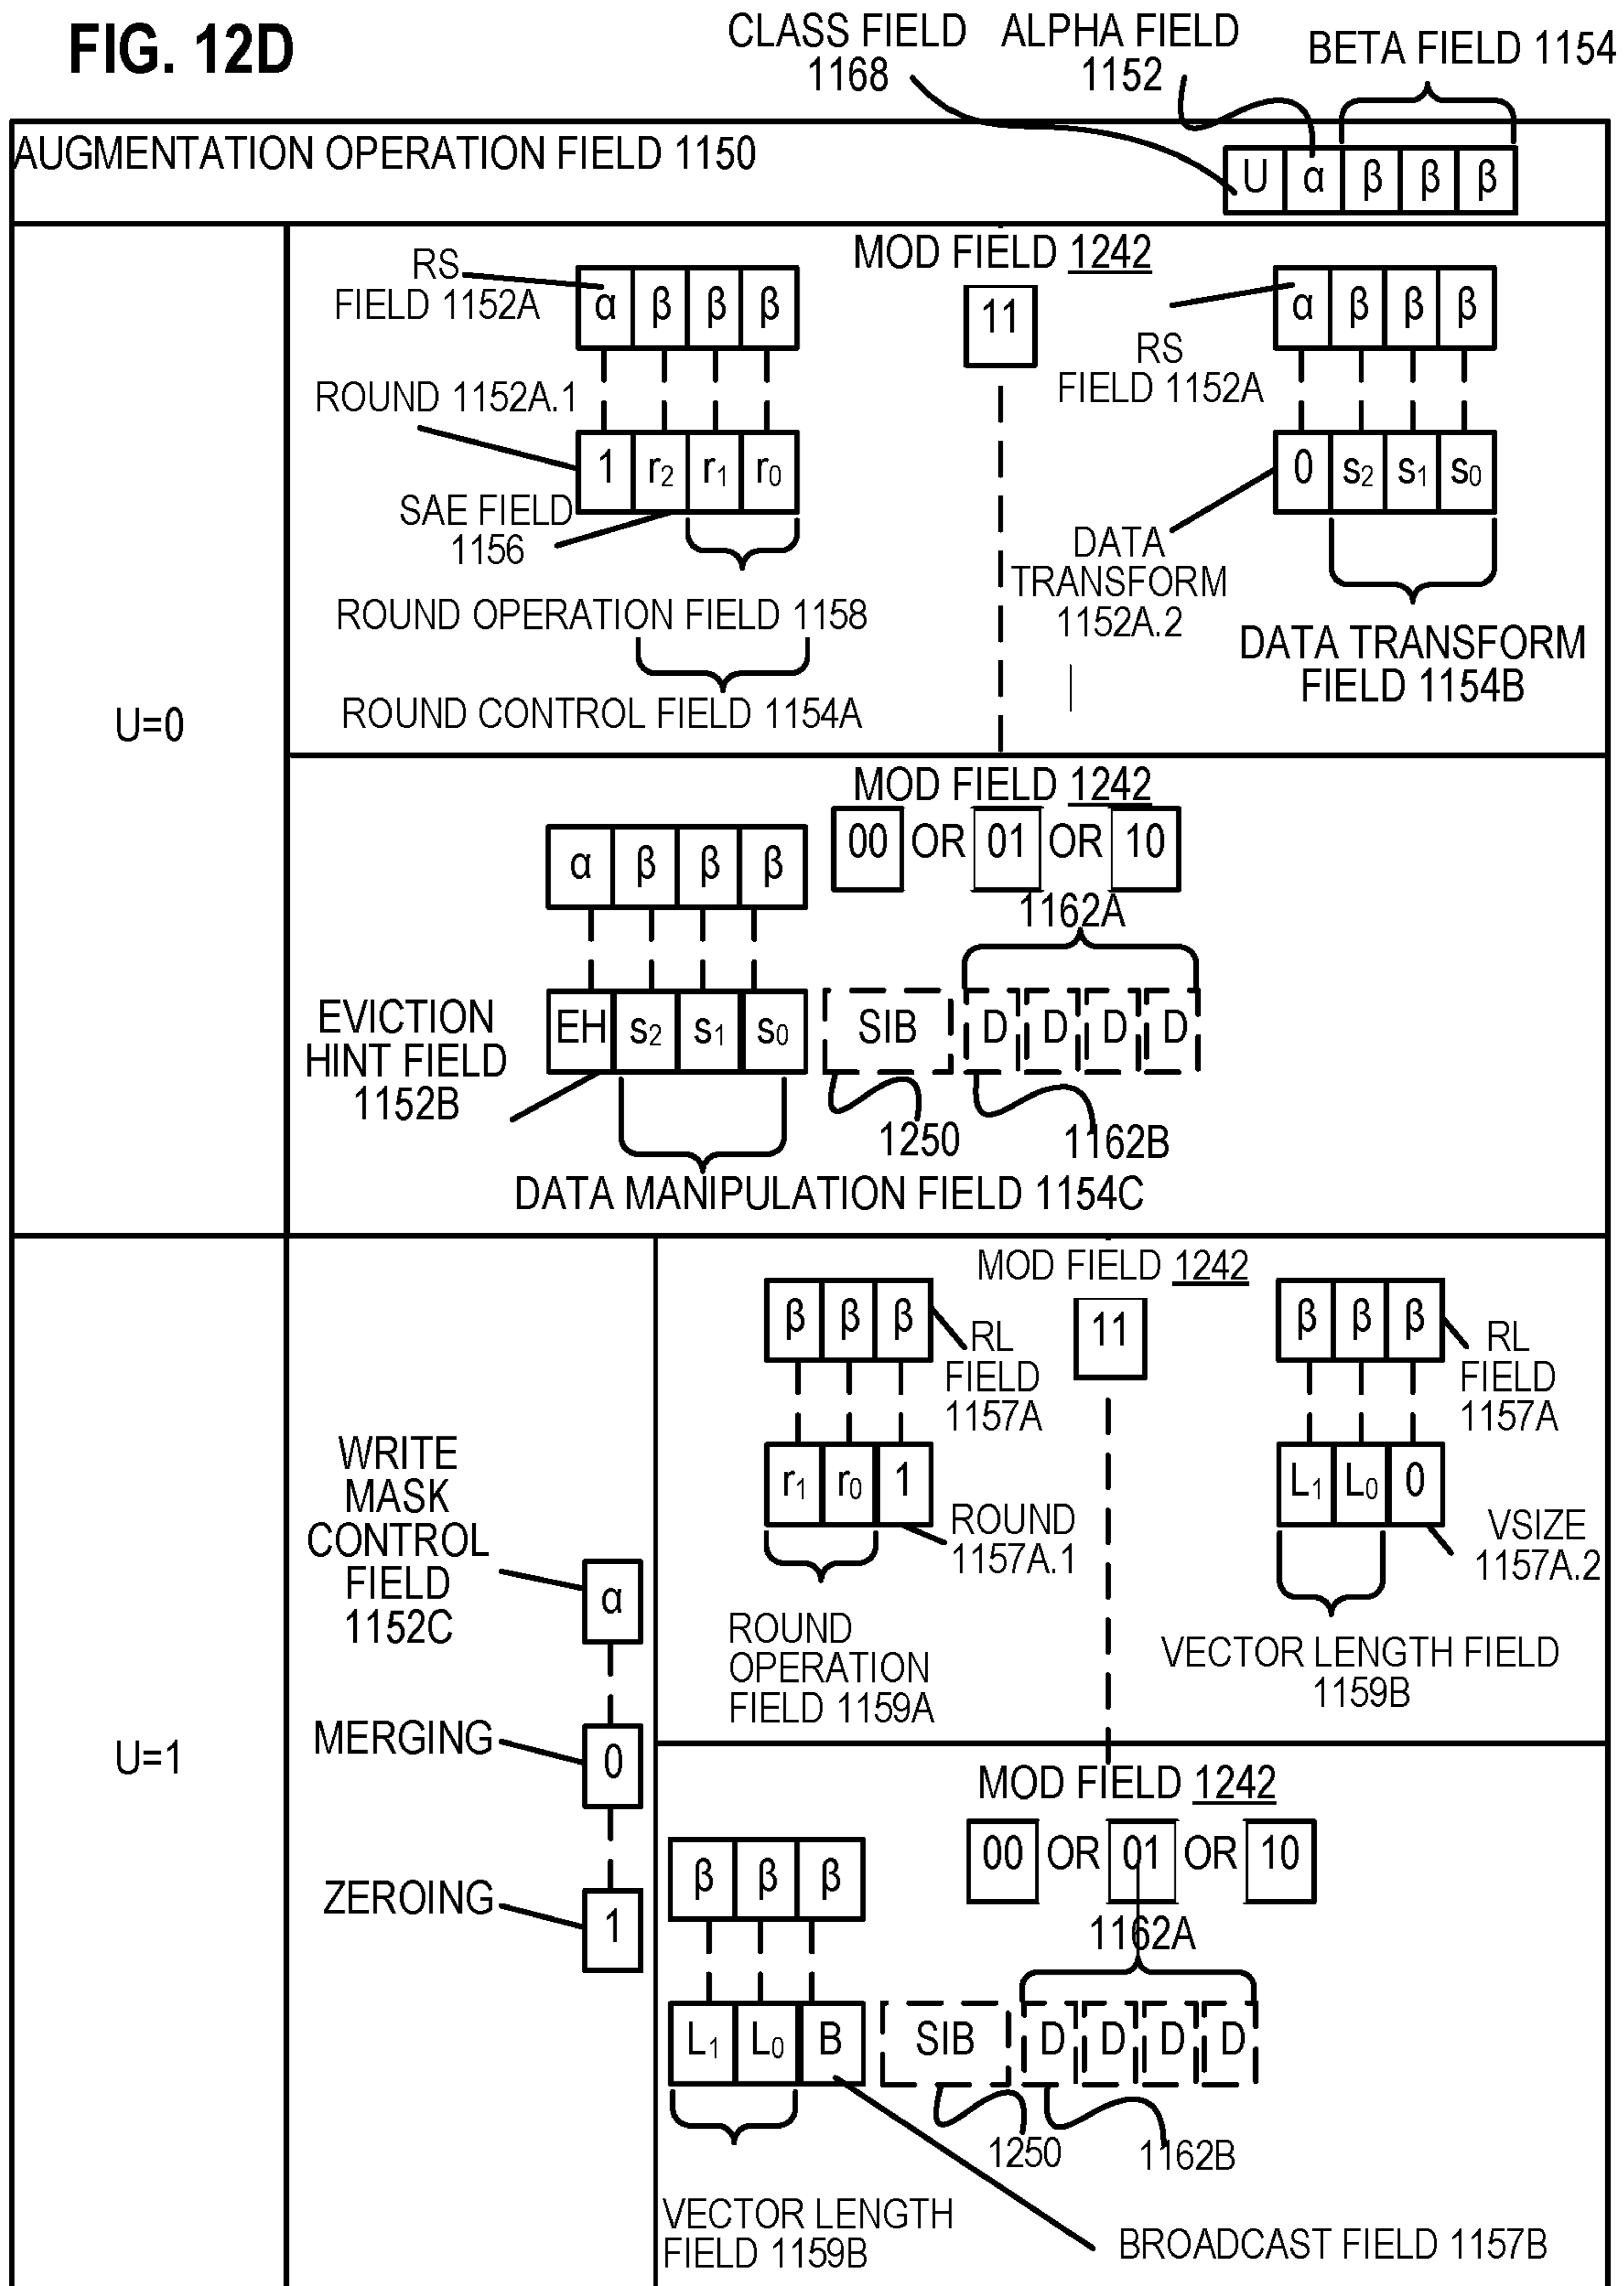 FIG. 12D
CLASS FIELD
1168
ALPHA FIELD
1152
BETA FIELD 1154
AUGMENTATION OPERATION FIELD 1150
U α β β β
U=0
MOD FIELD 1242
11
RS
FIELD 1152A
α β β β
ROUND 1152A.1
1 r2 r1 r0
SAE FIELD
1156
ROUND OPERATION FIELD 1158
ROUND CONTROL FIELD 1154A
α β β β
RS
FIELD 1152A
0 s2 s1 s0
DATA
TRANSFORM
1152A.2
DATA TRANSFORM
FIELD 1154B
MOD FIELD 1242
00 OR 01 OR 10
α β β β
1162A
EVICTION
HINT FIELD
1152B
EH s2 s1 s0 SIB D D D D
1250
1162B
DATA MANIPULATION FIELD 1154C
U=1
WRITE
MASK
CONTROL
FIELD
1152C
α
MERGING
0
ZEROING
1
MOD FIELD 1242
11
β β β
RL
FIELD
1157A
r1 r0 1
ROUND
1157A.1
ROUND
OPERATION
FIELD 1159A
β β β
RL
FIELD
1157A
L1 L0 0
VSIZE
1157A.2
VECTOR LENGTH FIELD
1159B
MOD FIELD 1242
00 OR 01 OR 10
β β β
1162A
L1 L0 B SIB D D D D
1250
1162B
VECTOR LENGTH
FIELD 1159B
BROADCAST FIELD 1157B